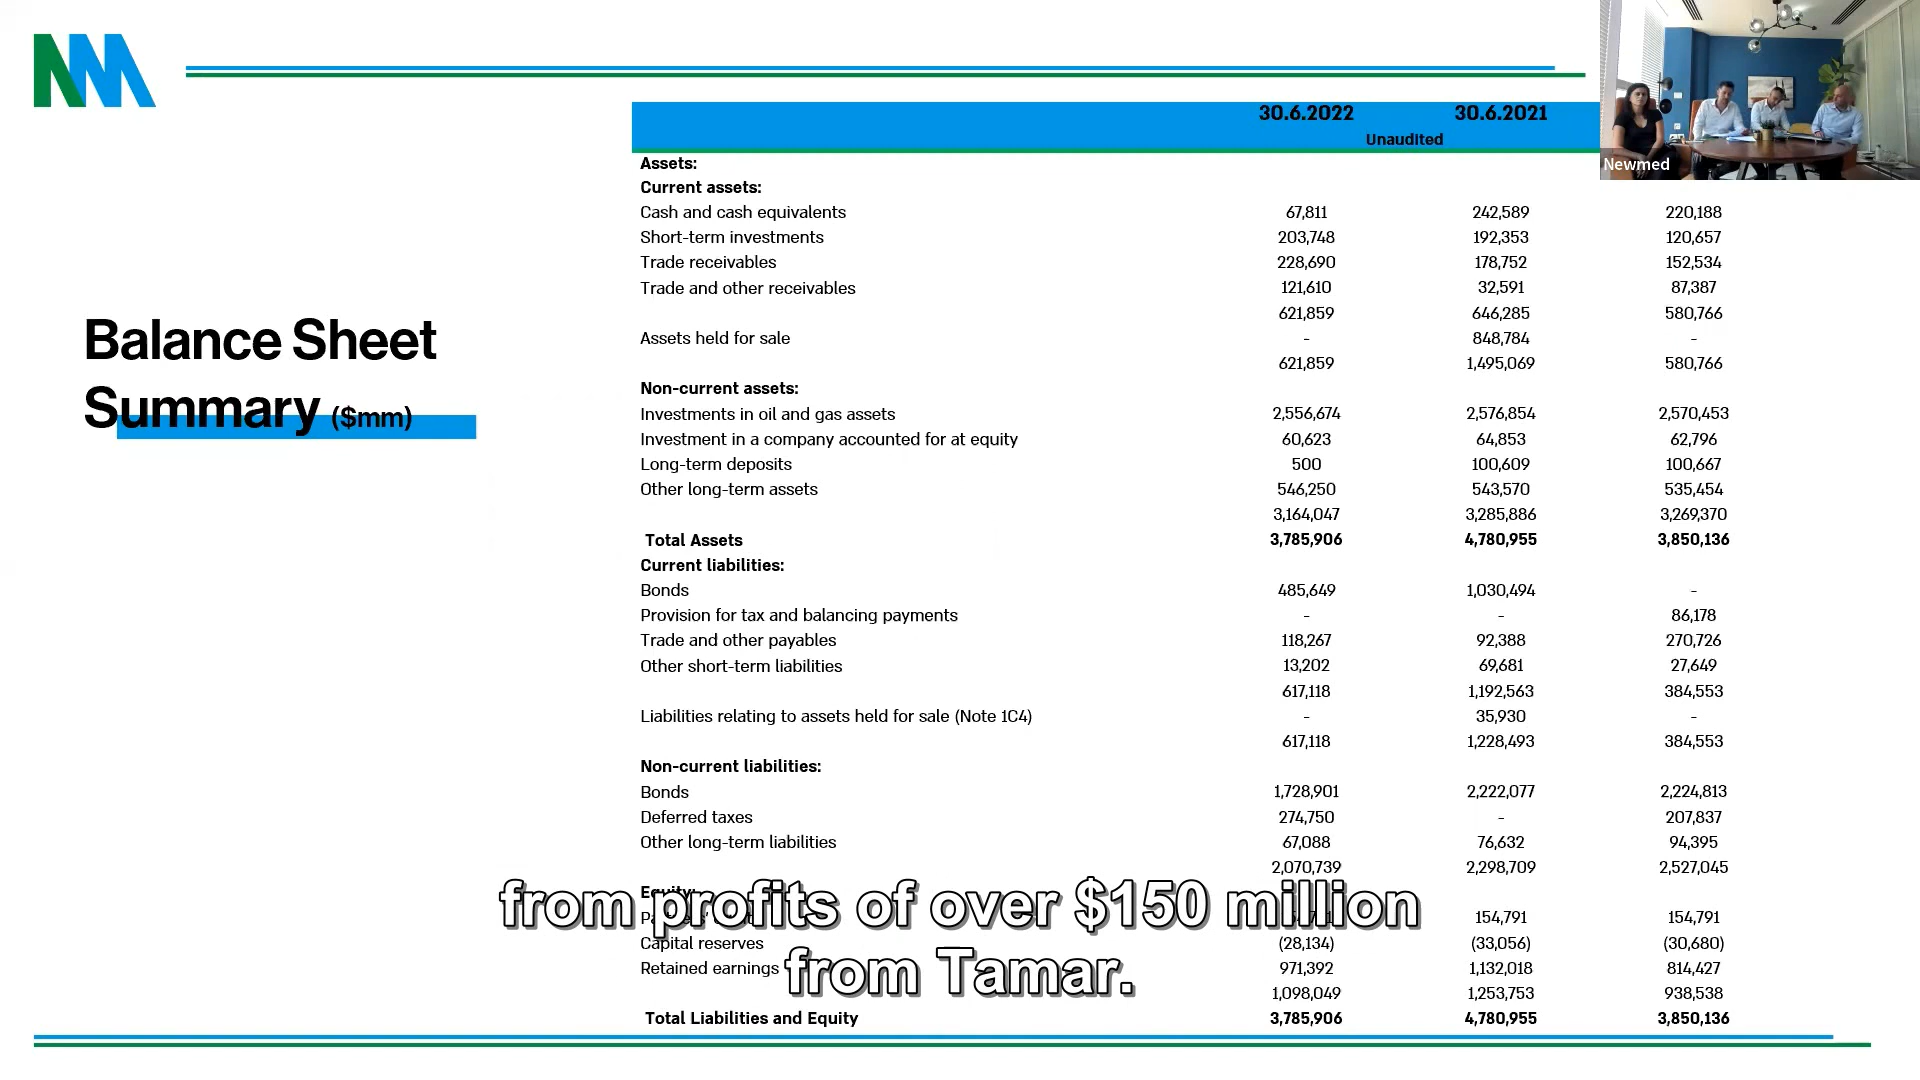 NM
30.6.2022 30.6.2021
Unaudited
Newmed
Balance Sheet
Summary ($mm)
Assets:
Current assets:
Cash and cash equivalents 67,811 242,589 220,188
Short-term investments 203,748 192,353 120,657
Trade receivables 228,690 178,752 152,534
Trade and other receivables 121,610 32,591 87,387
621,859 646,285 580,766
Assets held for sale - 848,784 -
621,859 1,495,069 580,766
Non-current assets:
Investments in oil and gas assets 2,556,674 2,576,854 2,570,453
Investment in a company accounted for at equity 60,623 64,853 62,796
Long-term deposits 500 100,609 100,667
Other long-term assets 546,250 543,570 535,454
3,164,047 3,285,886 3,269,370
Total Assets 3,785,906 4,780,955 3,850,136
Current liabilities:
Bonds 485,649 1,030,494 -
Provision for tax and balancing payments - - 86,178
Trade and other payables 118,267 92,388 270,726
Other short-term liabilities 13,202 69,681 27,649
617,118 1,192,563 384,553
Liabilities relating to assets held for sale (Note 1C4) - 35,930 -
617,118 1,228,493 384,553
Non-current liabilities:
Bonds 1,728,901 2,222,077 2,224,813
Deferred taxes 274,750 - 207,837
Other long-term liabilities 67,088 76,632 94,395
2,070,739 2,298,709 2,527,045
Equity:
154,791 154,791
Capital reserves (28,134) (33,056) (30,680)
Retained earnings 971,392 1,132,018 814,427
1,098,049 1,253,753 938,538
Total Liabilities and Equity 3,785,906 4,780,955 3,850,136
from profits of over $150 million
from Tamar.